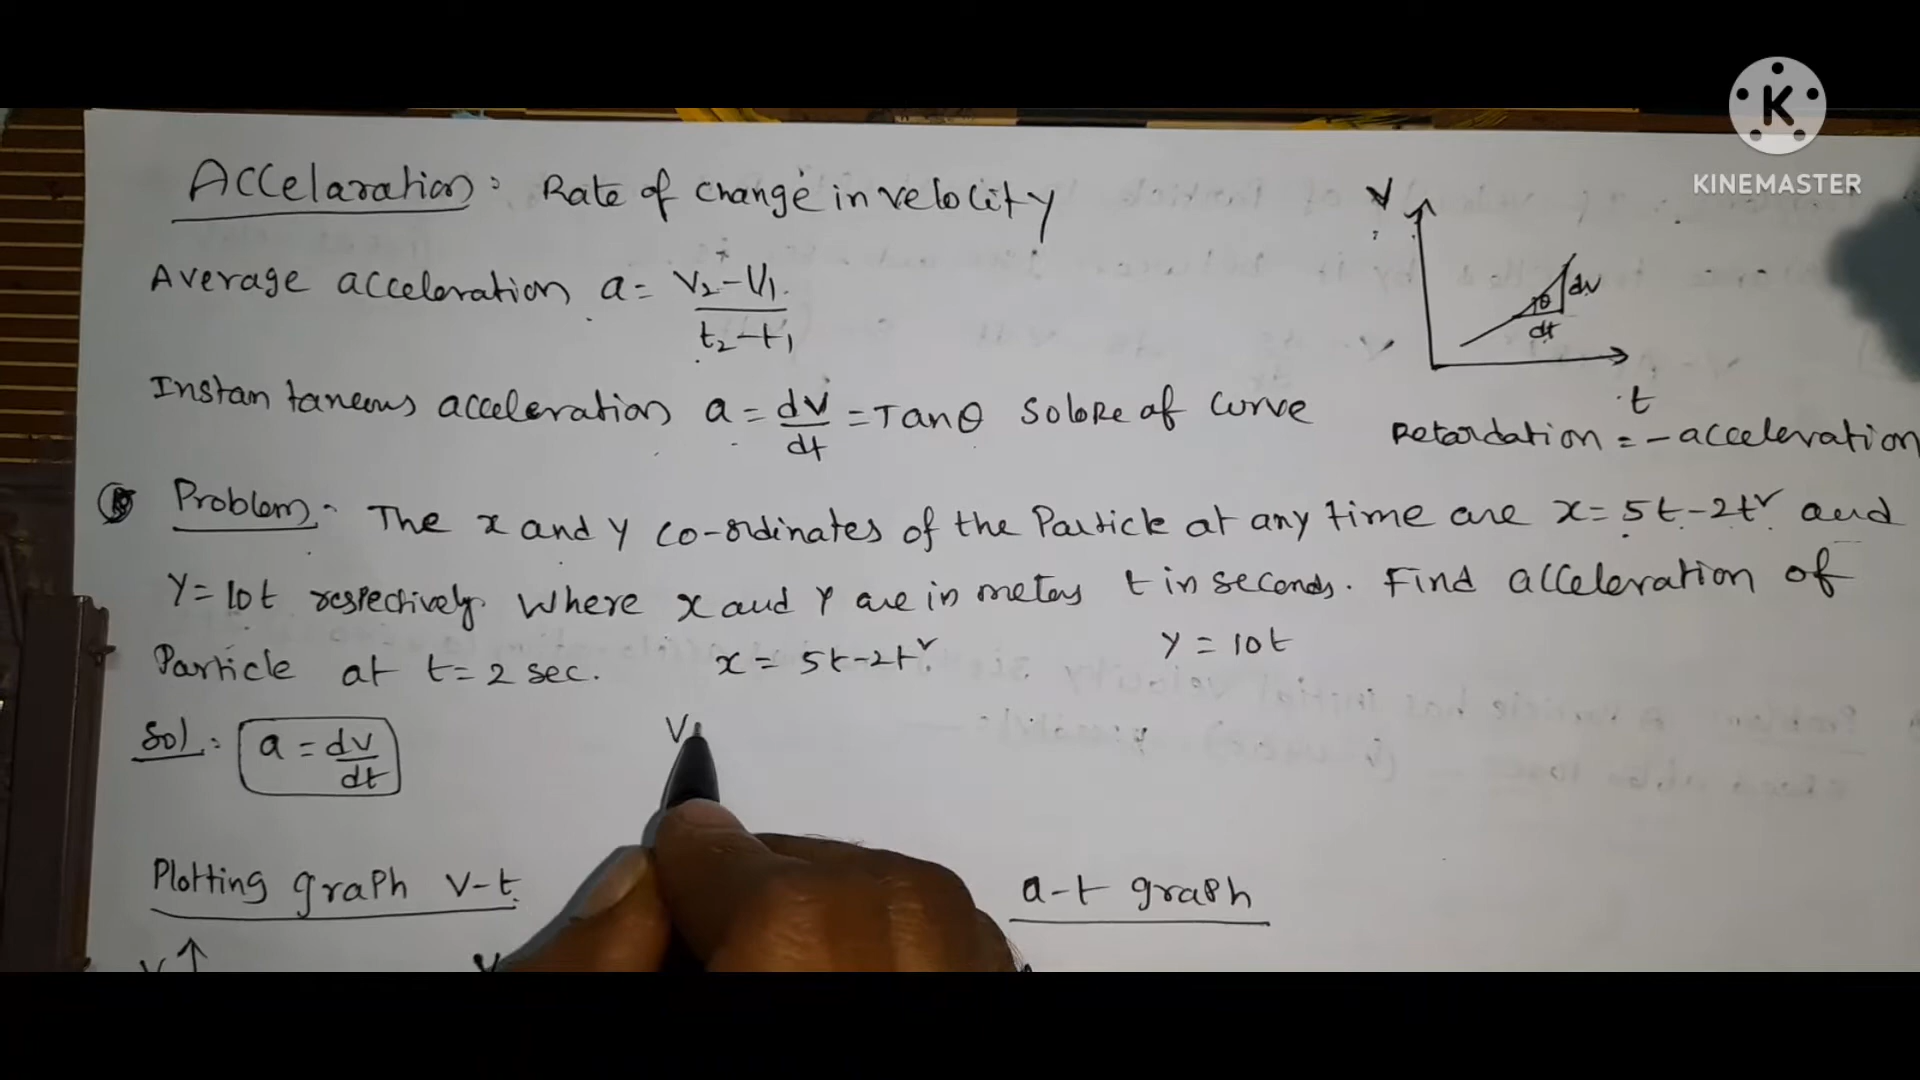 K
KINEMASTER
Accelaration: Rate of change in velocity
Average acceleration a = V₂-V₁ / t₂-t₁
V
dv
θ
dt
t
Instantaneous acceleration a = dv/dt = Tanθ Solope of curve
Retardation = -acceleration
Problem- The x and y co-ordinates of the Particle at any time are x = 5t-2t² and
Y = 10t respectively. Where x and Y are in meters t in seconds. Find acceleration of
Particle at t = 2 sec. x = 5t-2t² Y = 10t
Sol: a = dv/dt V
Plotting graph V-t a-t graph
V